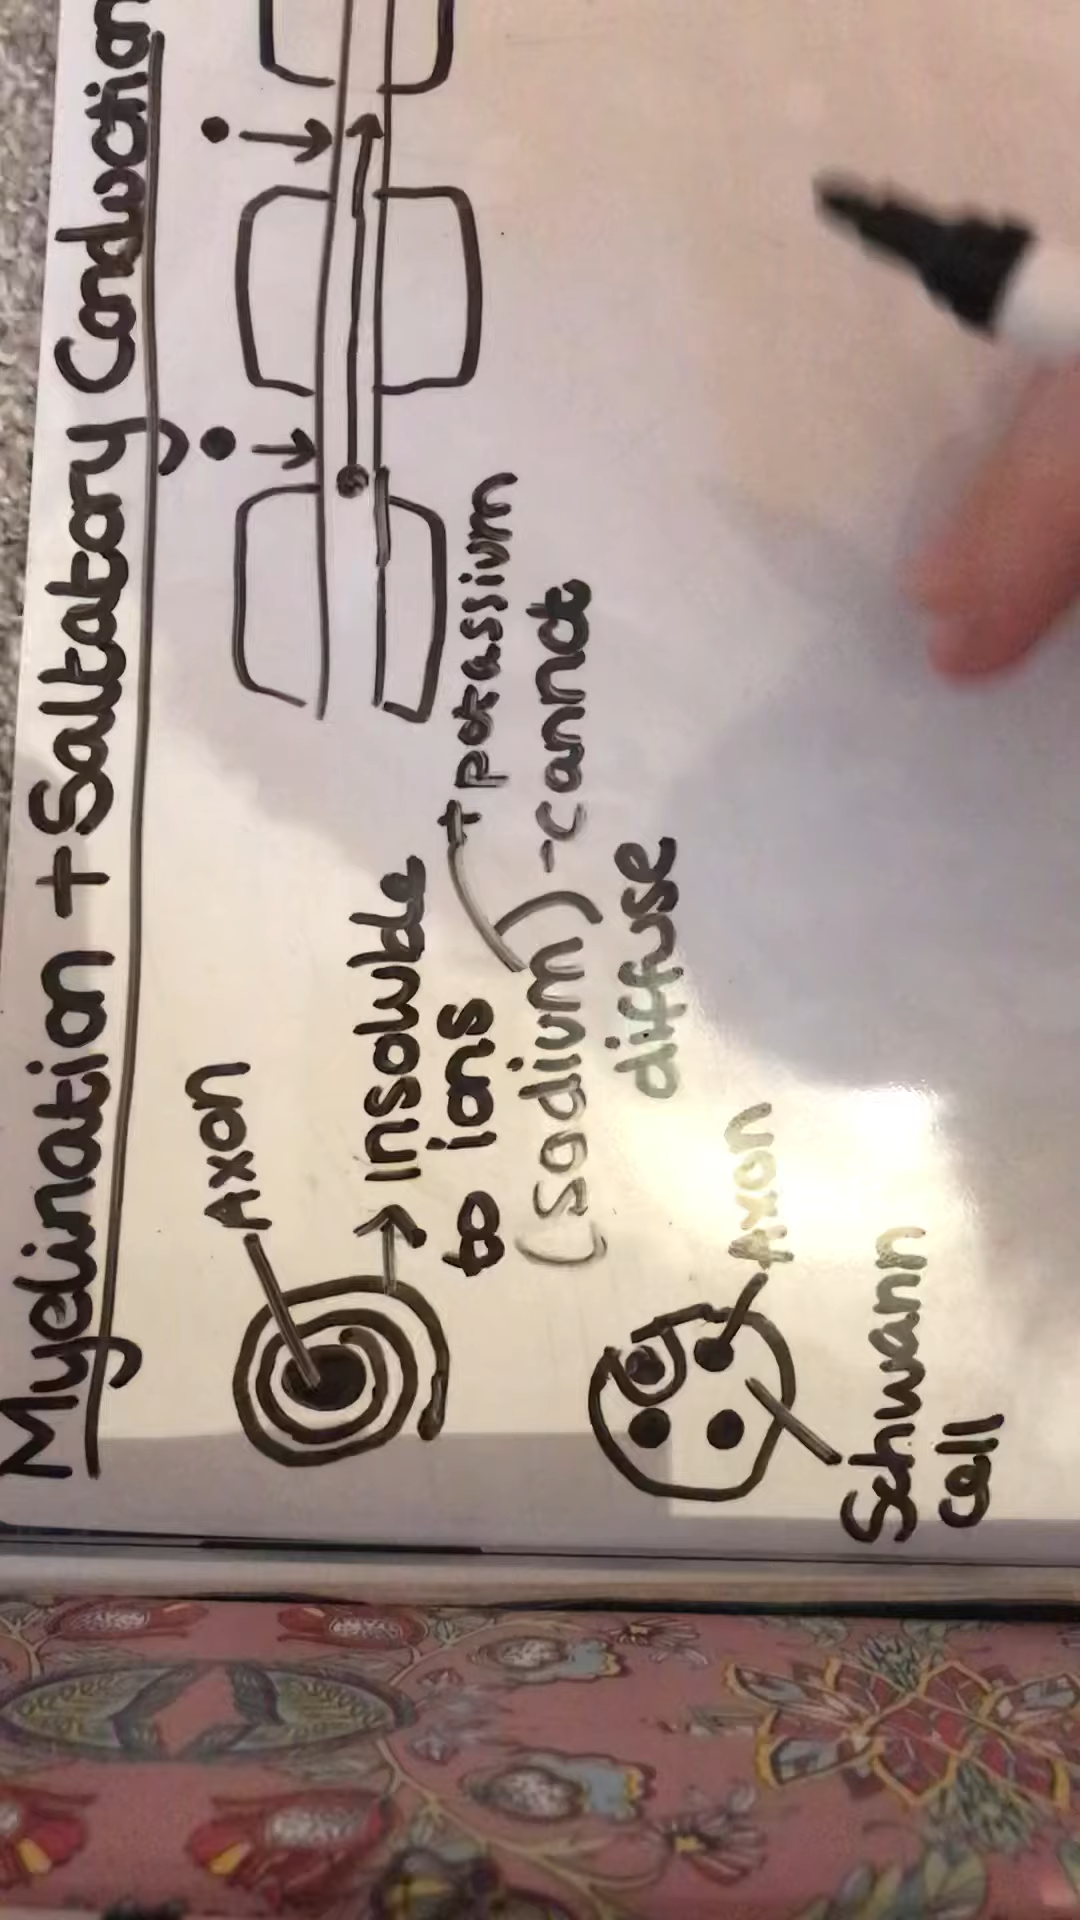 Myelination + Saltatory Conduction
Axon
→ insoluble
to ions
+ potassium
(sodium) - cannot
diffuse
Axon
Schwann
cell